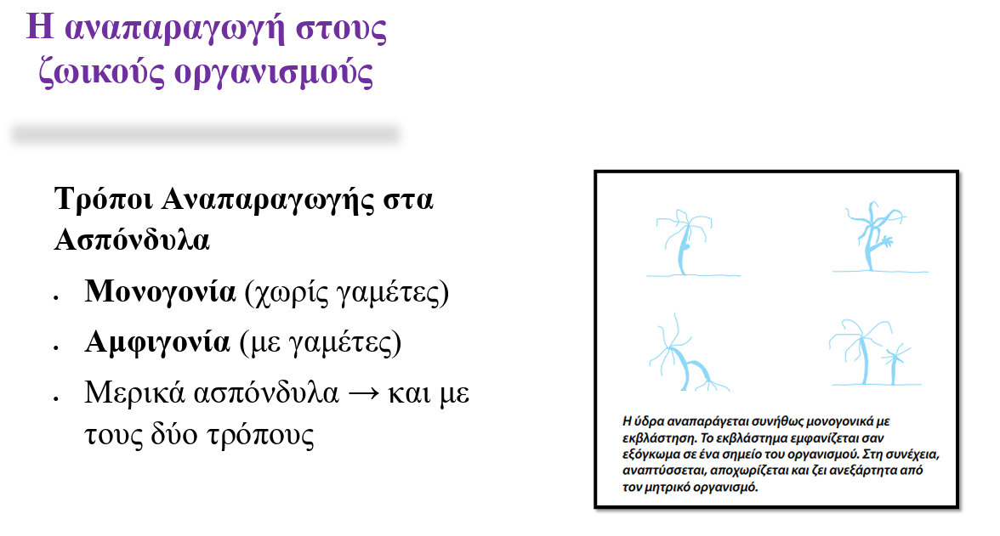 Η αναπαραγωγή στους
ζωικούς οργανισμούς
Τρόποι Αναπαραγωγής στα
Ασπόνδυλα
• Μονογονία (χωρίς γαμέτες)
• Αμφιγονία (με γαμέτες)
• Μερικά ασπόνδυλα → και με
τους δύο τρόπους
Η ύδρα αναπαράγεται συνήθως μονογονικά με
εκβλάστηση. Το εκβλάστημα εμφανίζεται σαν
εξόγκωμα σε ένα σημείο του οργανισμού. Στη συνέχεια,
αναπτύσσεται, αποχωρίζεται και ζει ανεξάρτητα από
τον μητρικό οργανισμό.